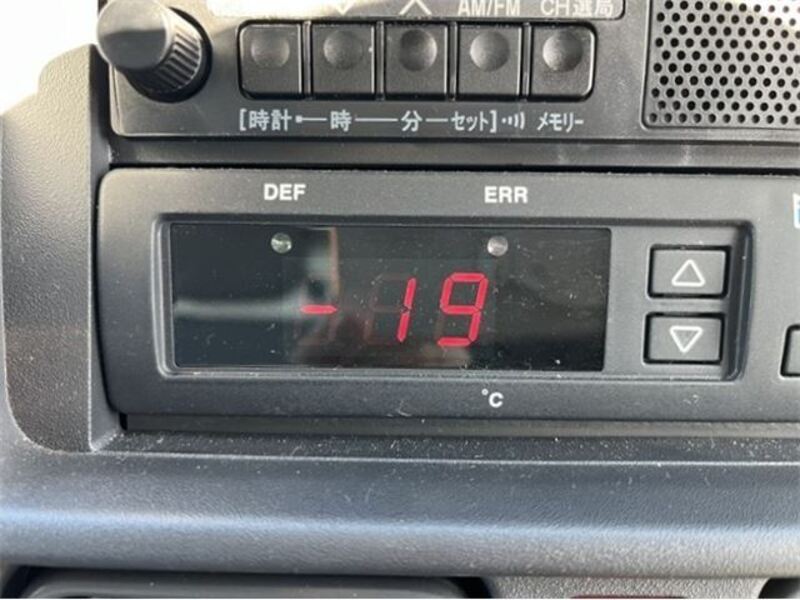 AM/FM CH選局
[時計 時 分 セット] メモリー
DEF ERR
-19
°C